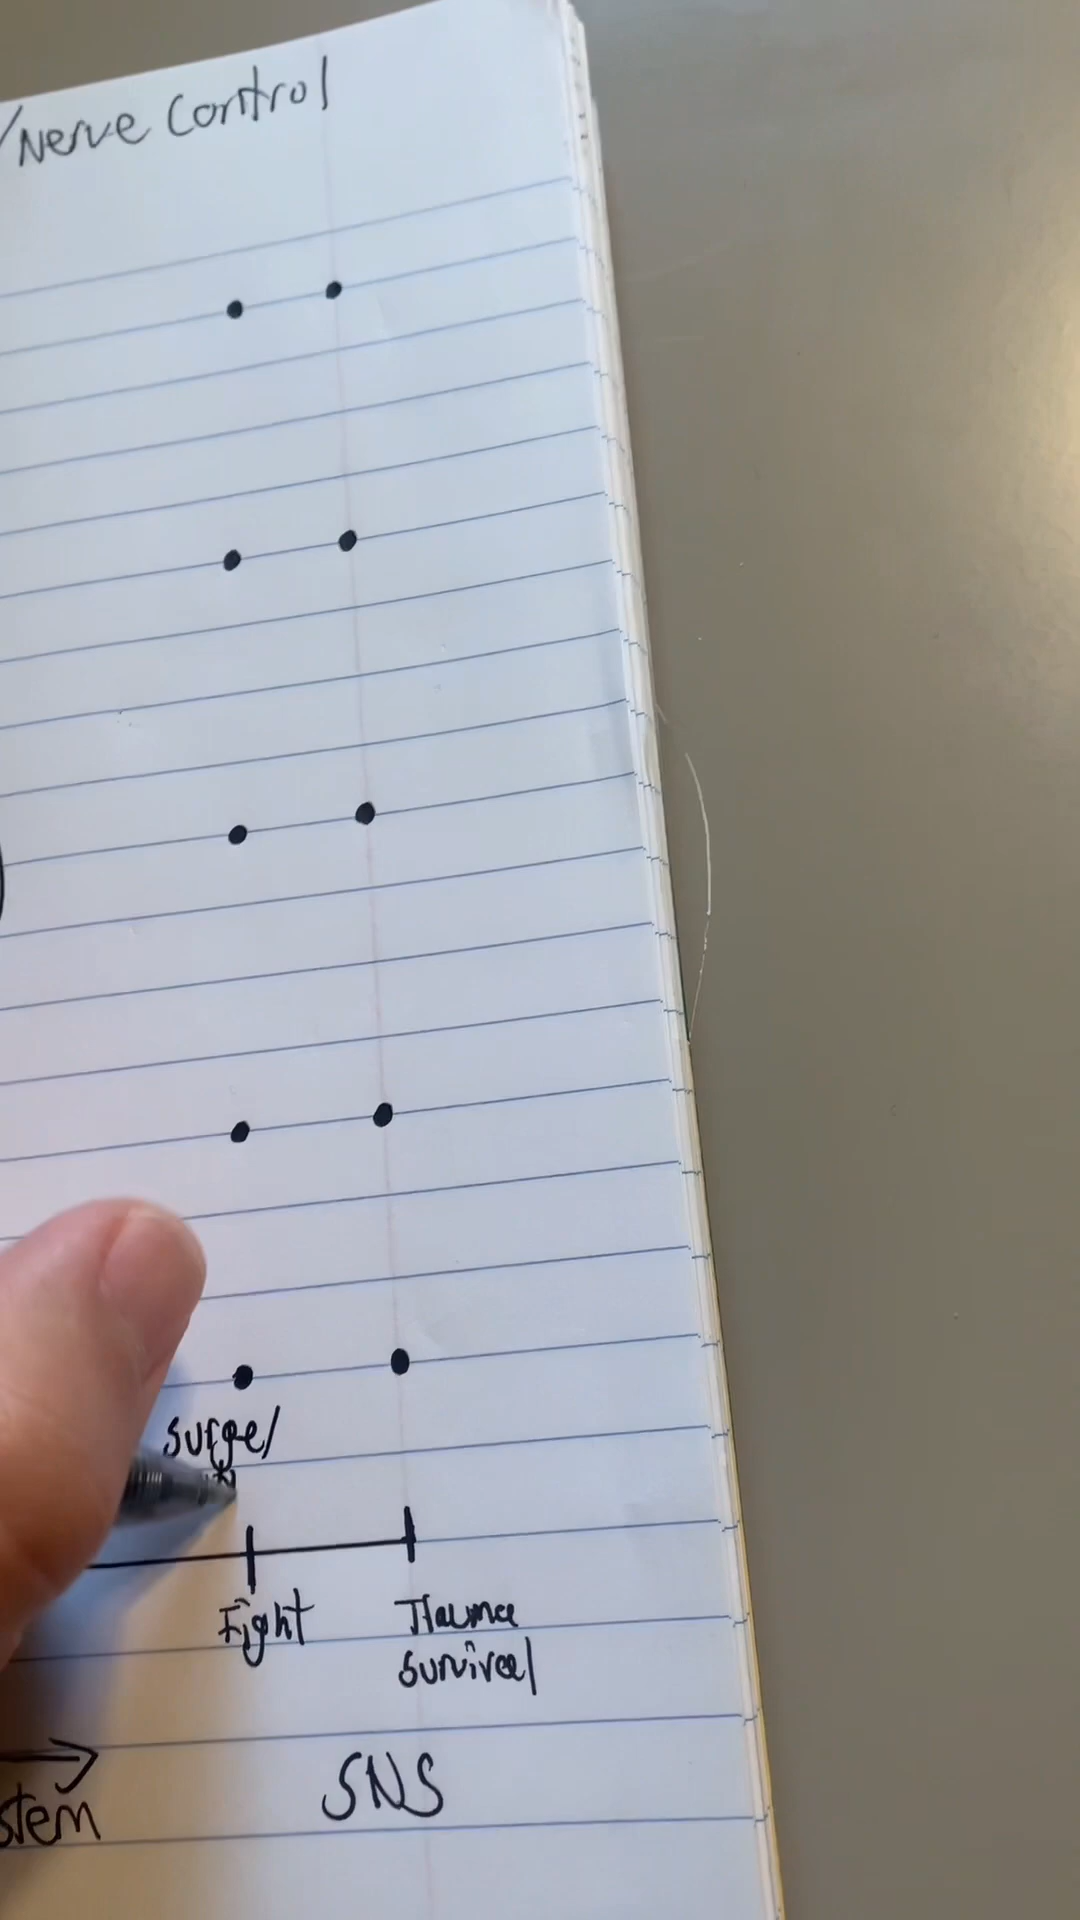 /Nerve Control
Surge/
Fight
Trauma
survival
SNS
stem